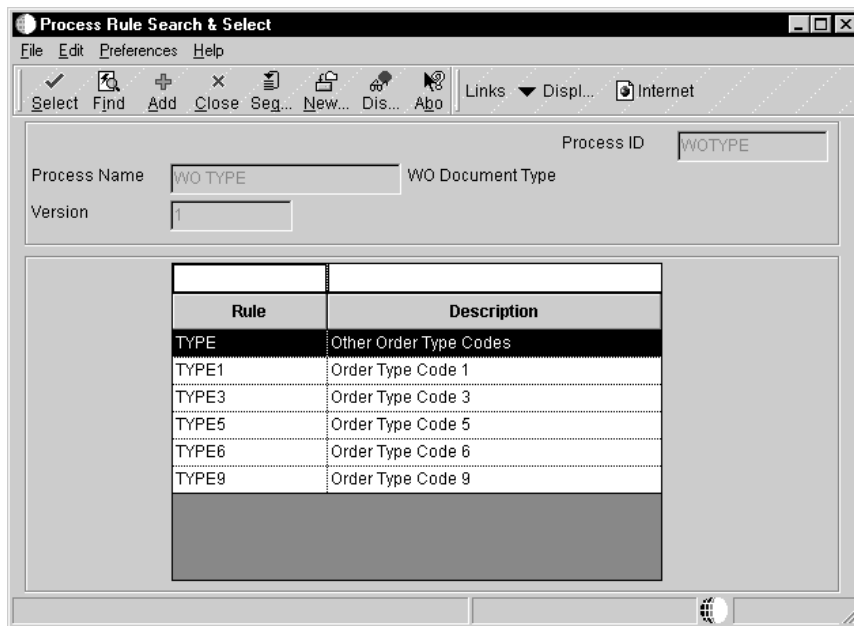 Process Rule Search & Select
File Edit Preferences Help
Select Find Add Close Seq... New... Dis... Abo Links Displ... Internet
Process ID WOTYPE
Process Name WO TYPE WO Document Type
Version 1
Rule Description
TYPE Other Order Type Codes
TYPE1 Order Type Code 1
TYPE3 Order Type Code 3
TYPE5 Order Type Code 5
TYPE6 Order Type Code 6
TYPE9 Order Type Code 9